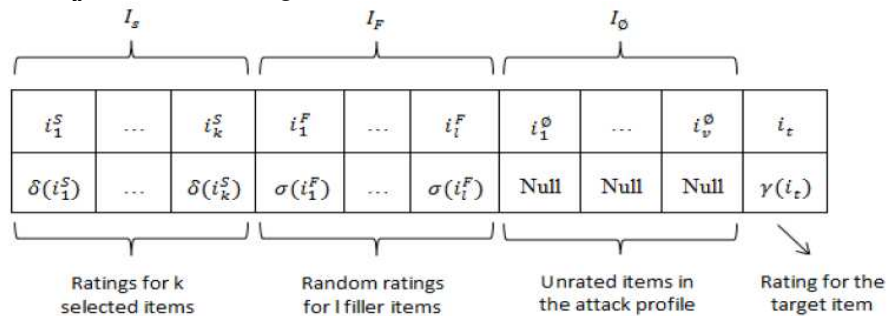 I_s I_F I_∅
i_1^S … i_k^S i_1^F … i_l^F i_1^∅ … i_v^∅ i_t
δ(i_1^S) … δ(i_k^S) σ(i_1^F) … σ(i_l^F) Null Null Null γ(i_t)
Ratings for k Random ratings Unrated items in Rating for the
selected items for l filler items the attack profile target item